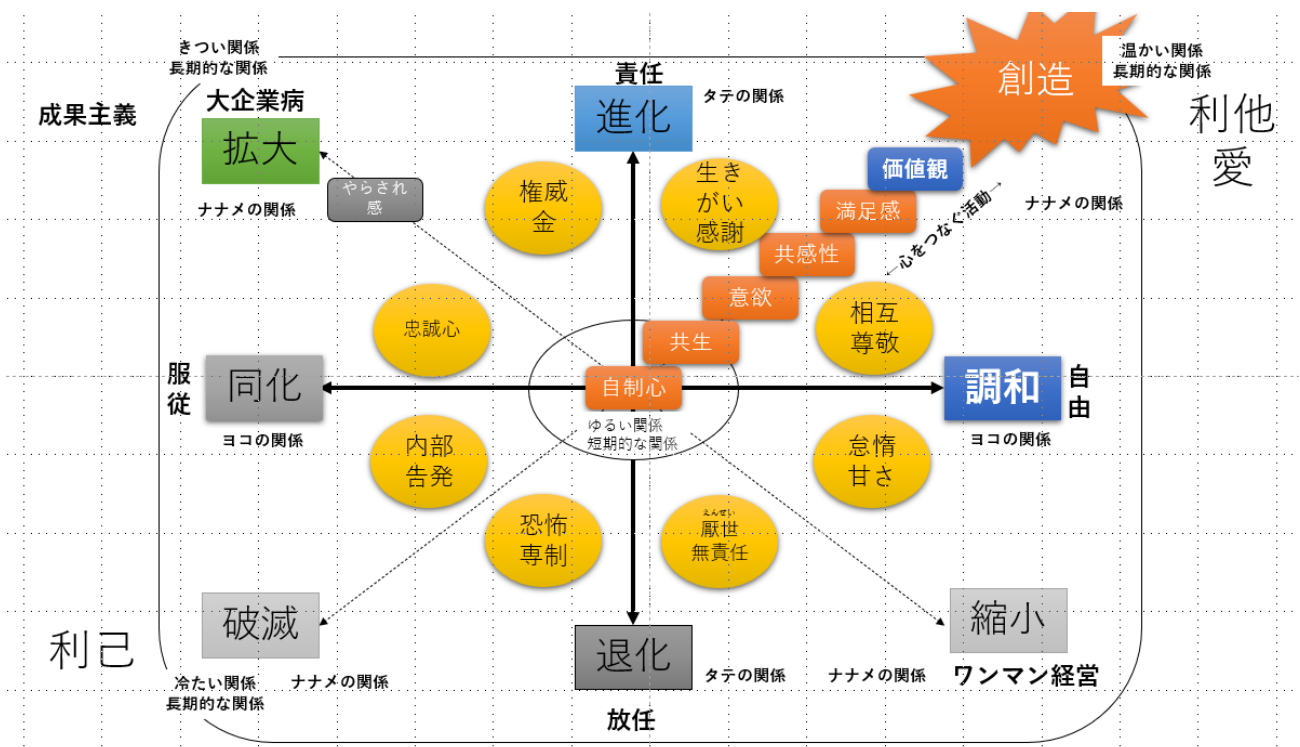 きつい関係
長期的な関係
大企業病
成果主義
拡大
ナナメの関係
やらされ
感
責任
進化
タテの関係
権威
金
生き
がい
感謝
創造
温かい関係
長期的な関係
利他
愛
価値観
満足感
共感性
意欲
共生
自制心
←心をつなぐ活動→
ナナメの関係
忠誠心
相互
尊敬
服
従
同化
ヨコの関係
調和
自
由
ヨコの関係
ゆるい関係
短期的な関係
内部
告発
恐怖
専制
えんせい
厭世
無責任
怠惰
甘さ
利己
破滅
冷たい関係
長期的な関係
ナナメの関係
退化
タテの関係
放任
縮小
ナナメの関係
ワンマン経営